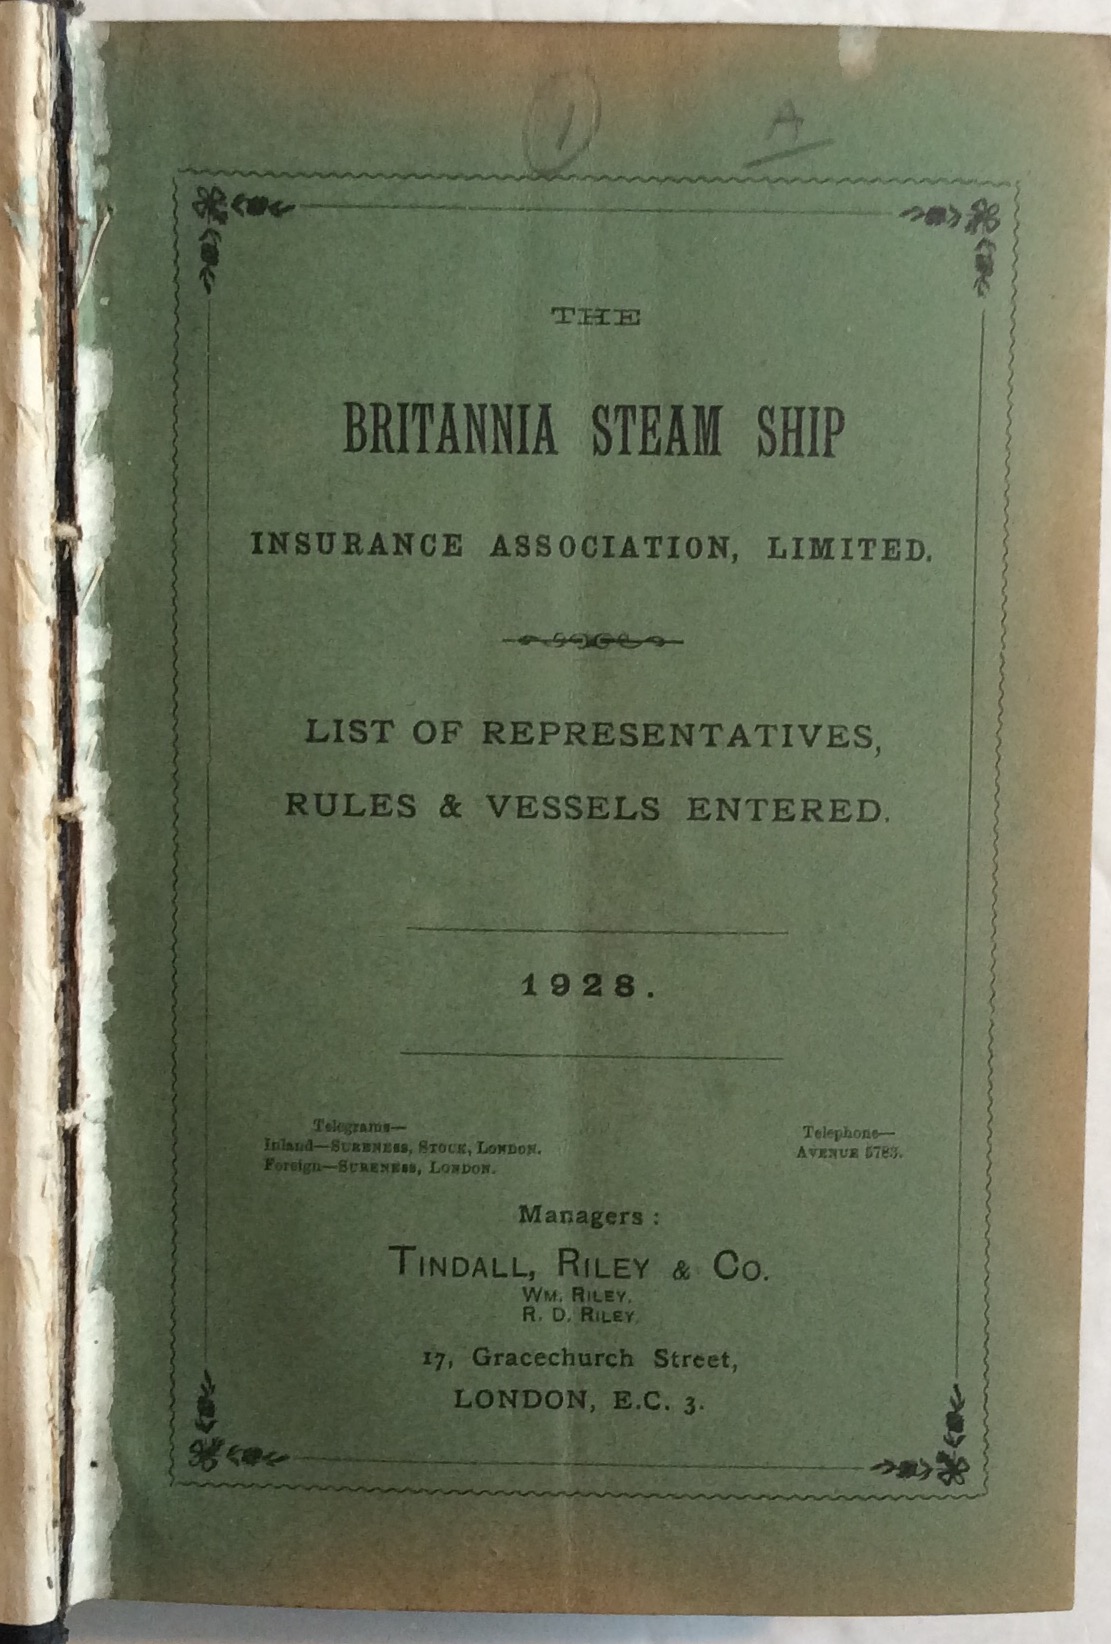 1
A
THE
BRITANNIA STEAM SHIP
INSURANCE ASSOCIATION, LIMITED.
LIST OF REPRESENTATIVES,
RULES & VESSELS ENTERED.
1928.
Telegrams—
Inland—SURENESS, STOCK, LONDON.
Foreign—SURENESS, LONDON.
Telephone—
AVENUE 5783.
Managers:
TINDALL, RILEY & CO.
WM. RILEY.
R. D. RILEY.
17, Gracechurch Street,
LONDON, E.C. 3.